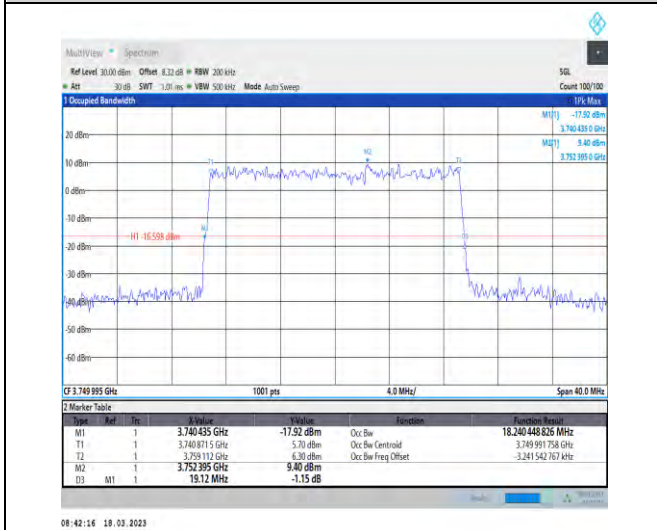 MultiView Spectrum
Ref Level 30.00 dBm Offset 8.32 dB RBW 200 kHz SGL
Att 30 dB SWT 1.01 ms VBW 500 kHz Mode Auto Sweep Count 100/100
1 Occupied Bandwidth 1Pk Max
M1[1] -17.92 dBm
3.740 435 0 GHz
M2[1] 9.40 dBm
3.752 395 0 GHz
20 dBm
M2
10 dBm
T1
0 dBm
-10 dBm
H1 -16.598 dBm
-20 dBm
-30 dBm
-40 dBm
-50 dBm
-60 dBm
CF 3.749 995 GHz 1001 pts 4.0 MHz/ Span 40.0 MHz
2 Marker Table
Type Ref Trc X-Value Y-Value Function Function Result
M1 1 3.740 435 GHz -17.92 dBm Occ Bw 18.240 448 826 MHz
T1 1 3.740 871 5 GHz 5.70 dBm Occ Bw Centroid 3.749 991 758 GHz
T2 1 3.759 112 GHz 6.30 dBm Occ Bw Freq Offset -3.241 542 767 kHz
M2 1 3.752 395 GHz 9.40 dBm
D3 M1 1 19.12 MHz -1.15 dB
08:42:16 18.03.2023